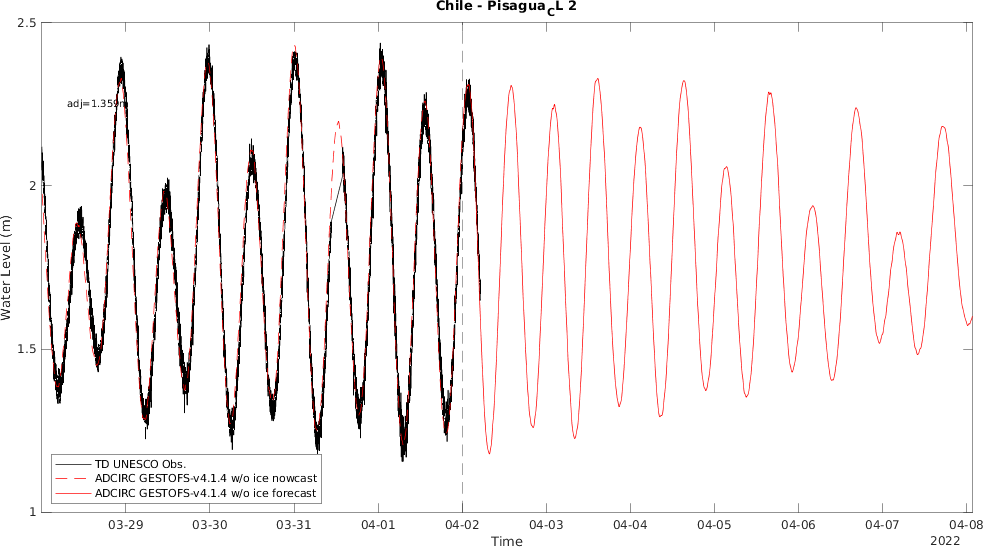 Chile - Pisagua_CL 2
2.5
adj=1.359m
2
Water Level (m)
1.5
1
TD UNESCO Obs.
ADCIRC GESTOFS-v4.1.4 w/o ice nowcast
ADCIRC GESTOFS-v4.1.4 w/o ice forecast
03-29 03-30 03-31 04-01 04-02 04-03 04-04 04-05 04-06 04-07 04-08
Time
2022